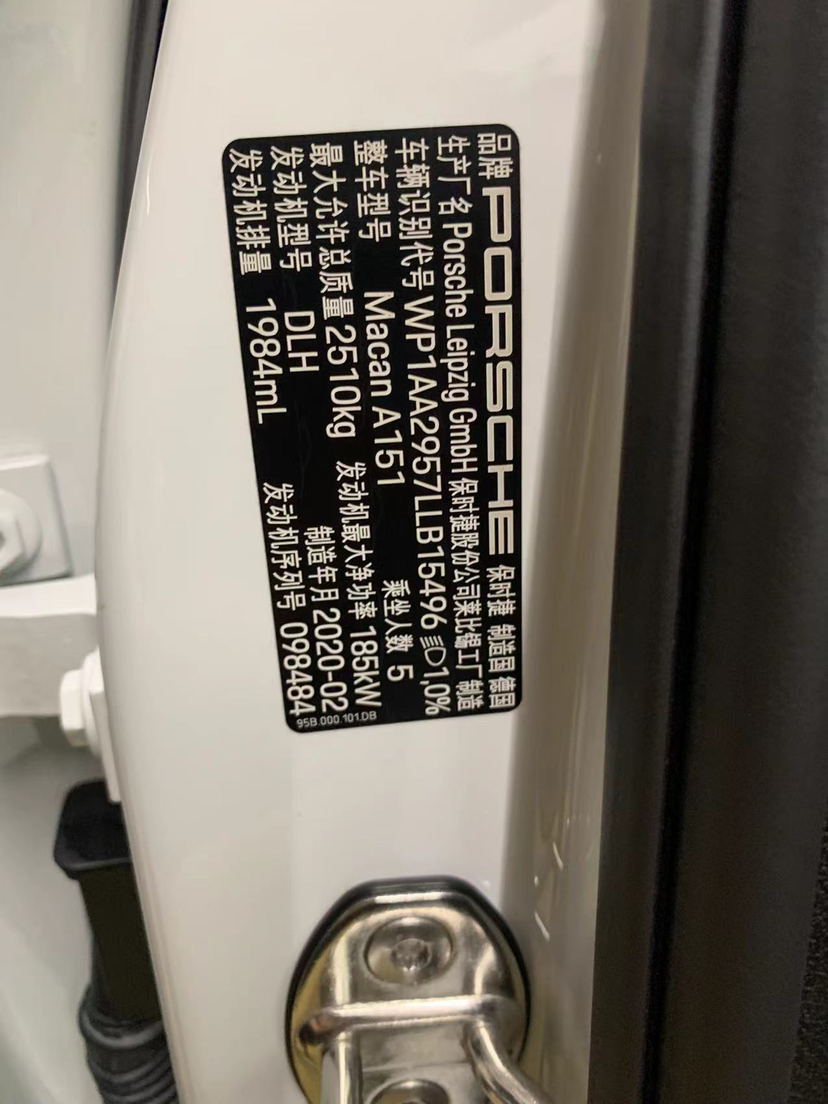 品牌 PORSCHE 保时捷 制造国 德国
生产厂名 Porsche Leipzig GmbH 保时捷股份公司莱比锡工厂 制造
车辆识别代号 WP1AA2957LLB15496 1,0%
整车型号 Macan A151 乘坐人数 5
最大允许总质量 2510kg 发动机最大净功率 185kW
发动机型号 DLH 制造年月 2020-02
发动机排量 1984mL 发动机序列号 098484
95B.000.101.DB